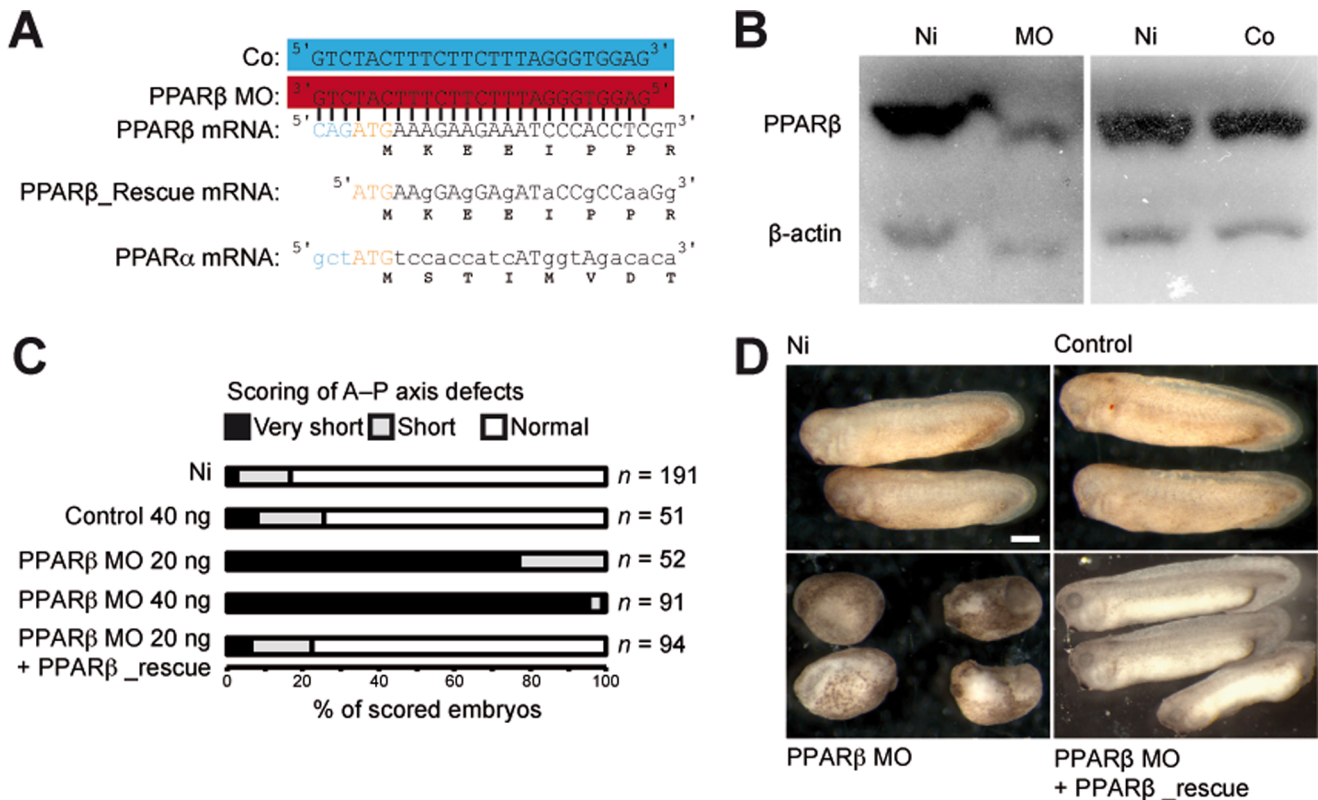 A
Co: 5'GTCTACTTTCTTCTTTAGGGTGGAG3'
PPARβ MO: 3'GTCTACTTTCTTCTTTAGGGTGGAG5'
PPARβ mRNA: 5'CAGATGAAAGAAGAAATCCCACCTCGT3'
M K E E I P P R
PPARβ_Rescue mRNA: 5'ATGAAgGAgGAgATaCCgCCaaGg3'
M K E E I P P R
PPARα mRNA: 5'gctATGtccaccatcATggtAgacaca3'
M S T I M V D T
B
Ni MO Ni Co
PPARβ
β-actin
C
Scoring of A–P axis defects
Very short Short Normal
Ni n = 191
Control 40 ng n = 51
PPARβ MO 20 ng n = 52
PPARβ MO 40 ng n = 91
PPARβ MO 20 ng n = 94
+ PPARβ _rescue
0 20 40 60 80 100
% of scored embryos
D
Ni Control
PPARβ MO PPARβ MO
+ PPARβ _rescue